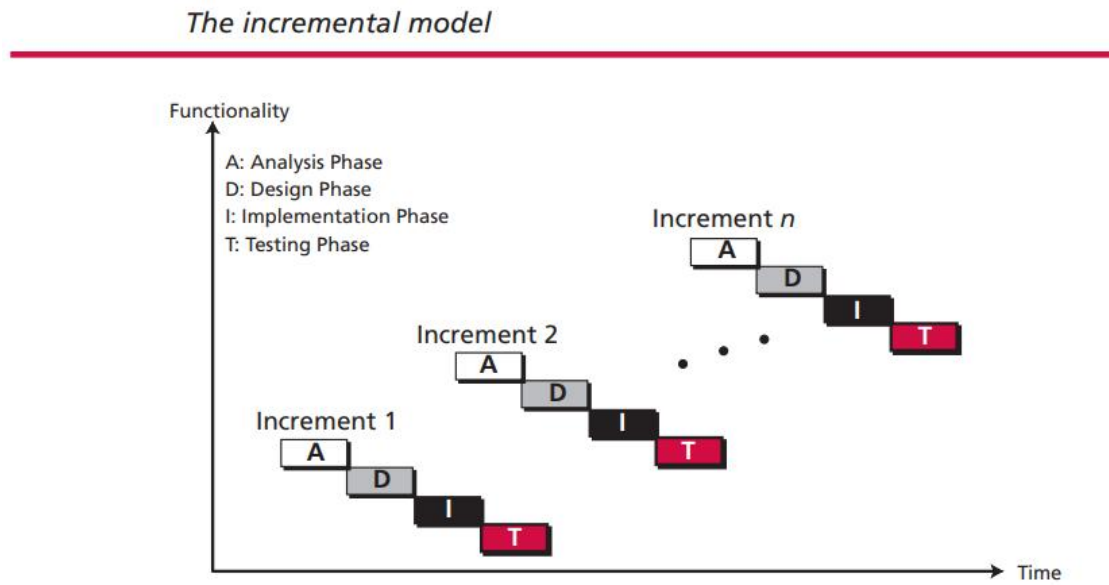 The incremental model
Functionality
A: Analysis Phase
D: Design Phase
I: Implementation Phase
T: Testing Phase
Increment n
A
D
I
T
Increment 2
A
D
I
T
Increment 1
A
D
I
T
Time